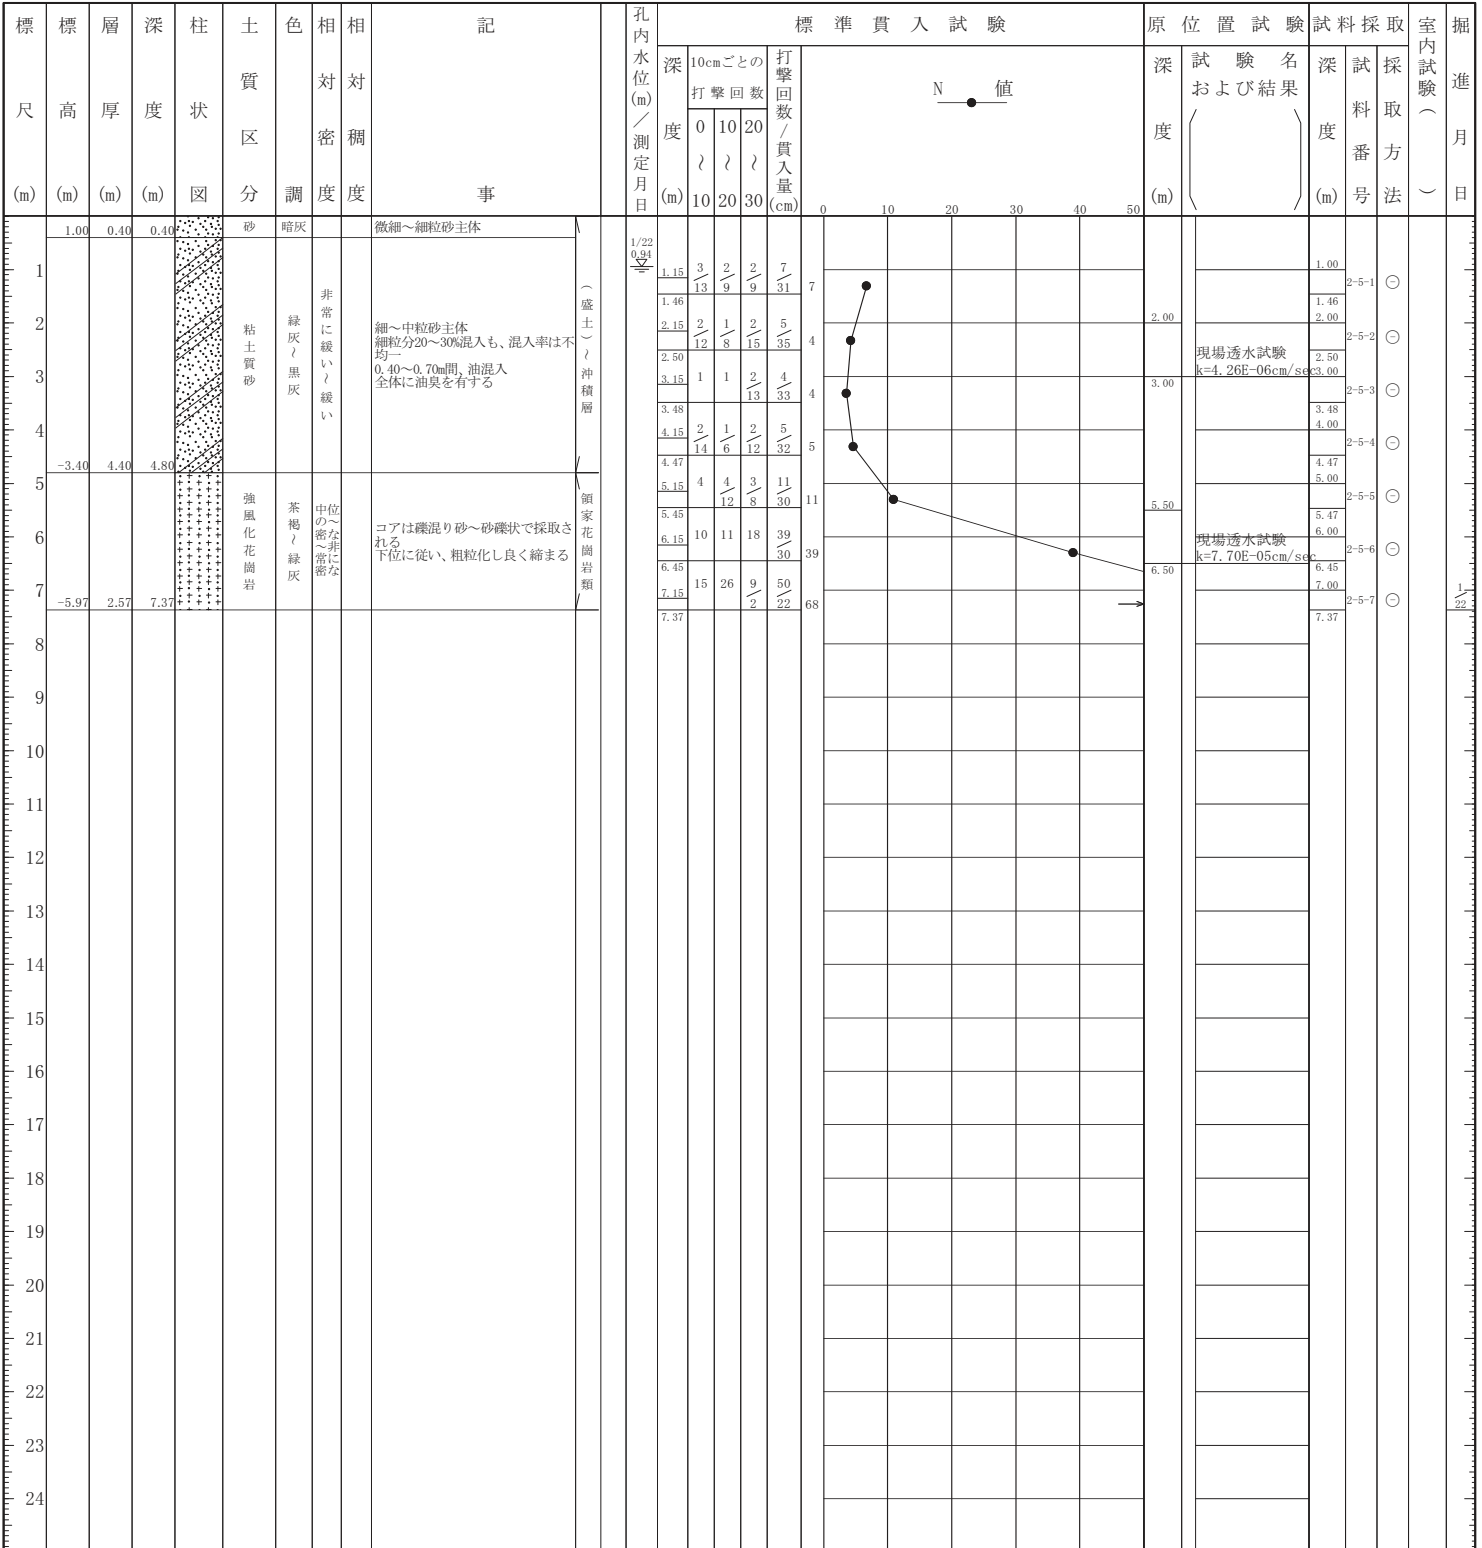 標尺(m)
標高(m)
層厚(m)
深度(m)
柱状図
土質区分
色調
相対密度
相対稠度
記事
孔内水位(m)／測定月日
標準貫入試験
深度(m)
10cmごとの
打撃回数
0～10
10～20
20～30
打撃回数/貫入量(cm)
N 値
0 10 20 30 40 50
原位置試験
深度(m)
試験名
および結果
試料採取
深度(m)
試料番号
採取方法
室内試験（ ）
掘進月日
1.00 0.40 0.40
砂
暗灰
微細～細粒砂主体
-3.40 4.40 4.80
粘土質砂
緑灰～黒灰
非常に緩い～緩い
細～中粒砂主体
細粒分20～30%混入も、混入率は不
均一
0.40～0.70m間、油混入
全体に油臭を有する
（盛土）～沖積層
-5.97 2.57 7.37
強風化花崗岩
茶褐～緑灰
中位の密な～非常に密な
コアは礫混り砂～砂礫状で採取さ
れる
下位に従い、粗粒化し良く締まる
領家花崗岩類
1/22
0.94
1.15 3/13 2/9 2/9 7/31 7
1.46
2.15 2/12 1/8 2/15 5/35 4
2.50
3.15 1 1 2/13 4/33 4
3.48
4.15 2/14 1/6 2/12 5/32 5
4.47
5.15 4 4/12 3/8 11/30 11
5.45
6.15 10 11 18 39/30 39
6.45
7.15 15 26 9/2 50/22 68
7.37
2.00
現場透水試験
k=4.26E-06cm/sec
3.00
5.50
現場透水試験
k=7.70E-05cm/sec
6.50
1.00
2-5-1
1.46
2.00
2-5-2
2.50
3.00
2-5-3
3.48
4.00
2-5-4
4.47
5.00
2-5-5
5.47
6.00
2-5-6
6.45
7.00
2-5-7
7.37
1/22
1
2
3
4
5
6
7
8
9
10
11
12
13
14
15
16
17
18
19
20
21
22
23
24